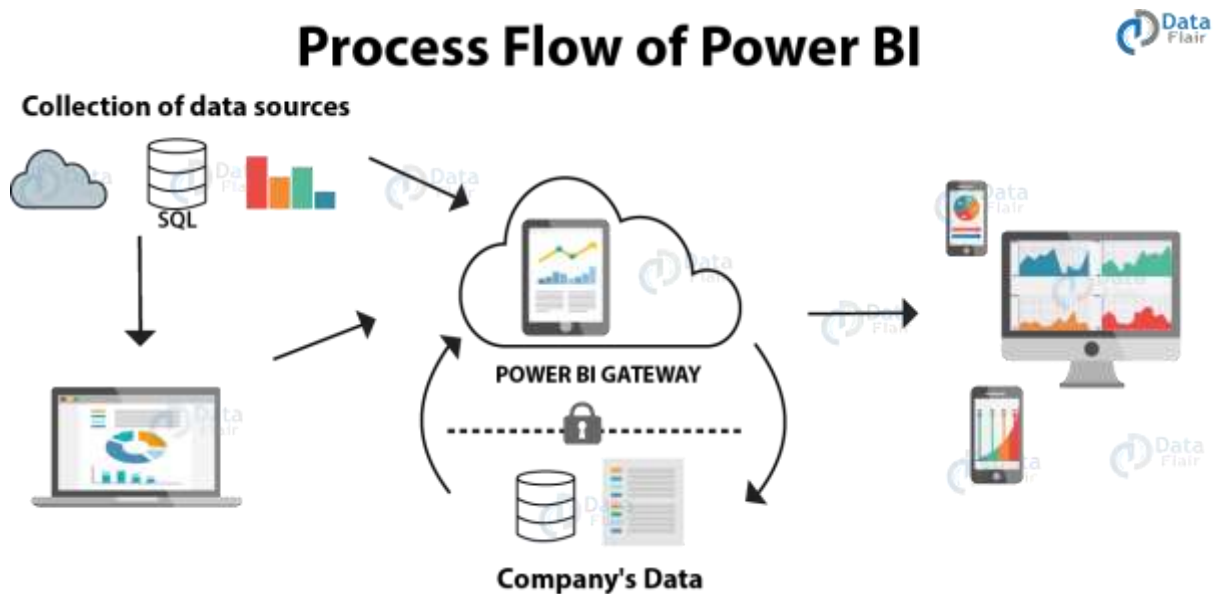 Process Flow of Power BI
Data
Flair
Collection of data sources
SQL
POWER BI GATEWAY
Company's Data